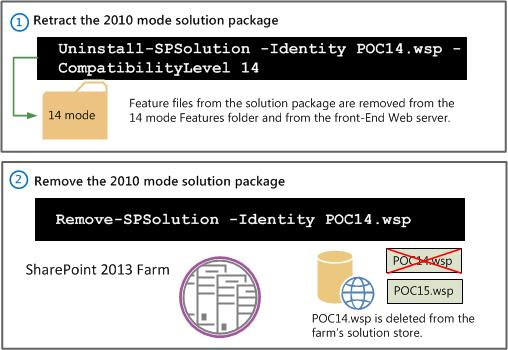 1 Retract the 2010 mode solution package
Uninstall-SPSolution -Identity POC14.wsp -
CompatibilityLevel 14
14 mode
Feature files from the solution package are removed from the
14 mode Features folder and from the front-End Web server.
2 Remove the 2010 mode solution package
Remove-SPSolution -Identity POC14.wsp
SharePoint 2013 Farm
POC14.wsp
POC15.wsp
POC14.wsp is deleted from the
farm's solution store.